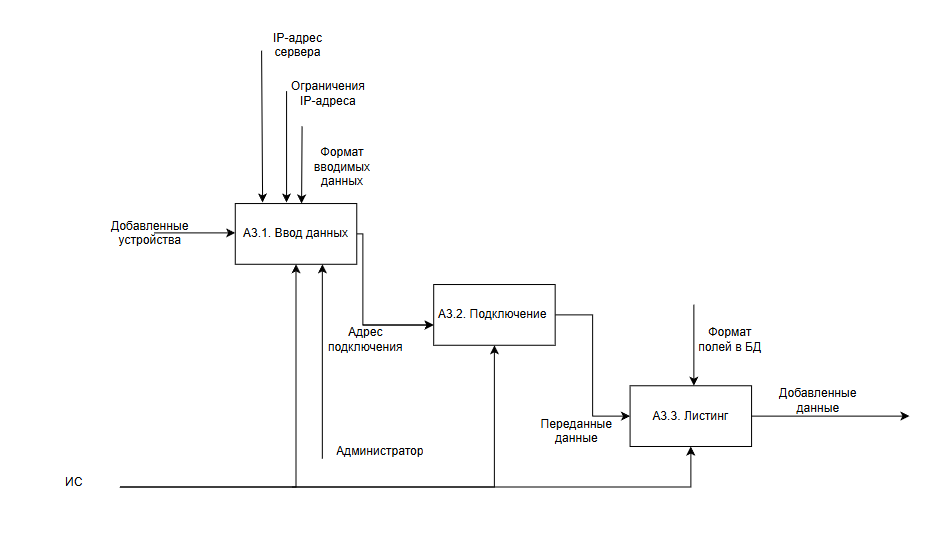 IP-адрес
сервера
Ограничения
IP-адреса
Формат
вводимых
данных
Добавленные
устройства
А3.1. Ввод данных
А3.2. Подключение
Адрес
подключения
Формат
полей в БД
Добавленные
данные
А3.3. Листинг
Переданные
данные
Администратор
ИС